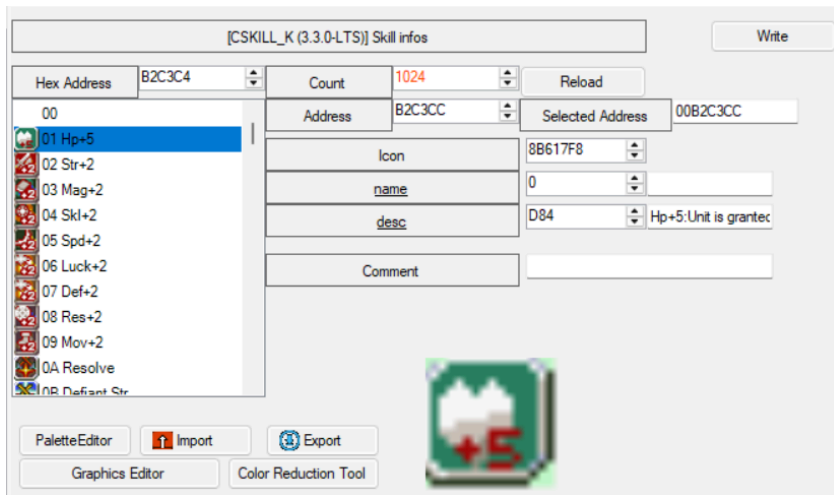 [CSKILL_K (3.3.0-LTS)] Skill infos
Write
Hex Address B2C3C4 Count 1024 Reload
00
Address B2C3CC Selected Address 00B2C3CC
01 Hp+5
Icon 8B617F8
02 Str+2
03 Mag+2
name 0
04 Skl+2
desc D84 Hp+5:Unit is grantec
05 Spd+2
06 Luck+2
Comment
07 Def+2
08 Res+2
09 Mov+2
0A Resolve
0B Defiant Str
+5
PaletteEditor Import Export
Graphics Editor Color Reduction Tool